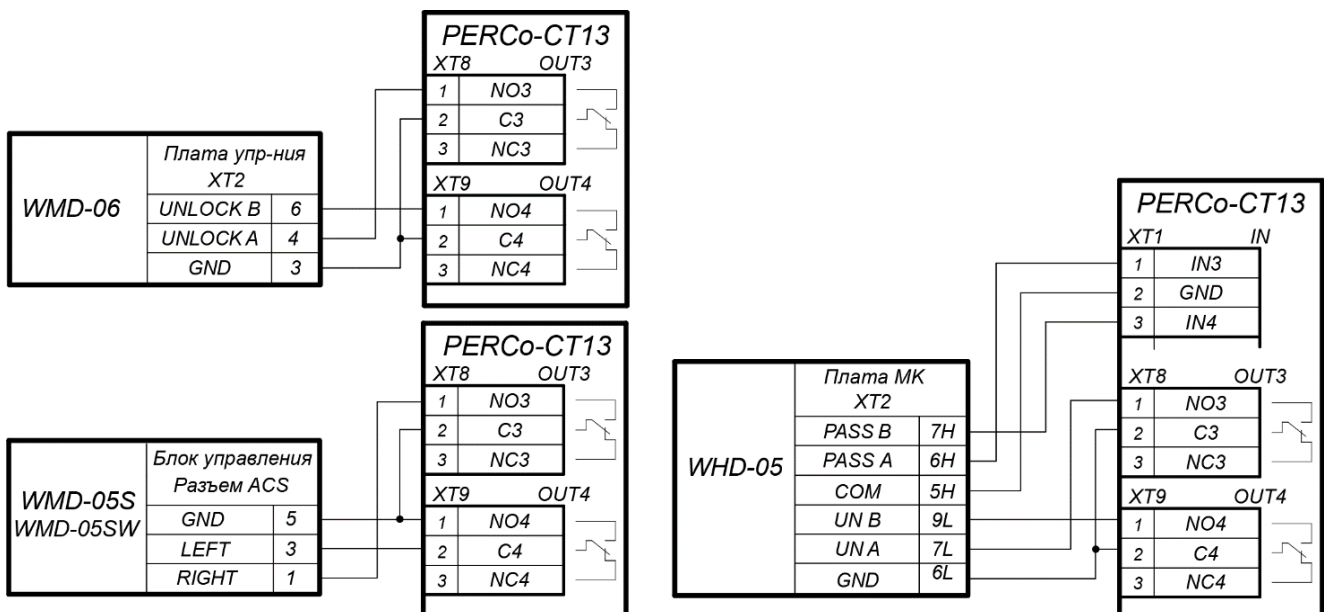 PERCo-CT13
XT8 OUT3
1 NO3
2 C3
3 NC3
XT9 OUT4
1 NO4
2 C4
3 NC4
WMD-06
Плата упр-ния
XT2
UNLOCK B 6
UNLOCK A 4
GND 3
PERCo-CT13
XT8 OUT3
1 NO3
2 C3
3 NC3
XT9 OUT4
1 NO4
2 C4
3 NC4
WMD-05S
WMD-05SW
Блок управления
Разъем ACS
GND 5
LEFT 3
RIGHT 1
PERCo-CT13
XT1 IN
1 IN3
2 GND
3 IN4
XT8 OUT3
1 NO3
2 C3
3 NC3
XT9 OUT4
1 NO4
2 C4
3 NC4
WHD-05
Плата МК
XT2
PASS B 7H
PASS A 6H
COM 5H
UN B 9L
UN A 7L
GND 6L